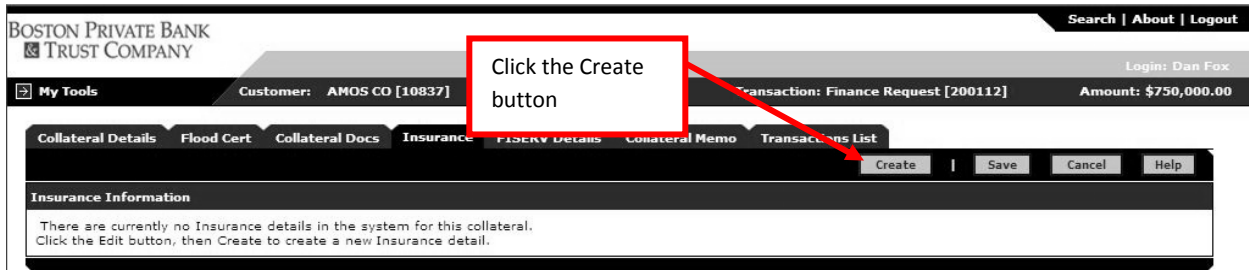 BOSTON PRIVATE BANK
& TRUST COMPANY
Search | About | Logout
Login: Dan Fox
Click the Create
button
My Tools
Customer: AMOS CO [10837]
Transaction: Finance Request [200112]
Amount: $750,000.00
Collateral Details Flood Cert Collateral Docs Insurance FISERV Details Collateral Memo Transactions List
Create | Save Cancel Help
Insurance Information
There are currently no Insurance details in the system for this collateral.
Click the Edit button, then Create to create a new Insurance detail.